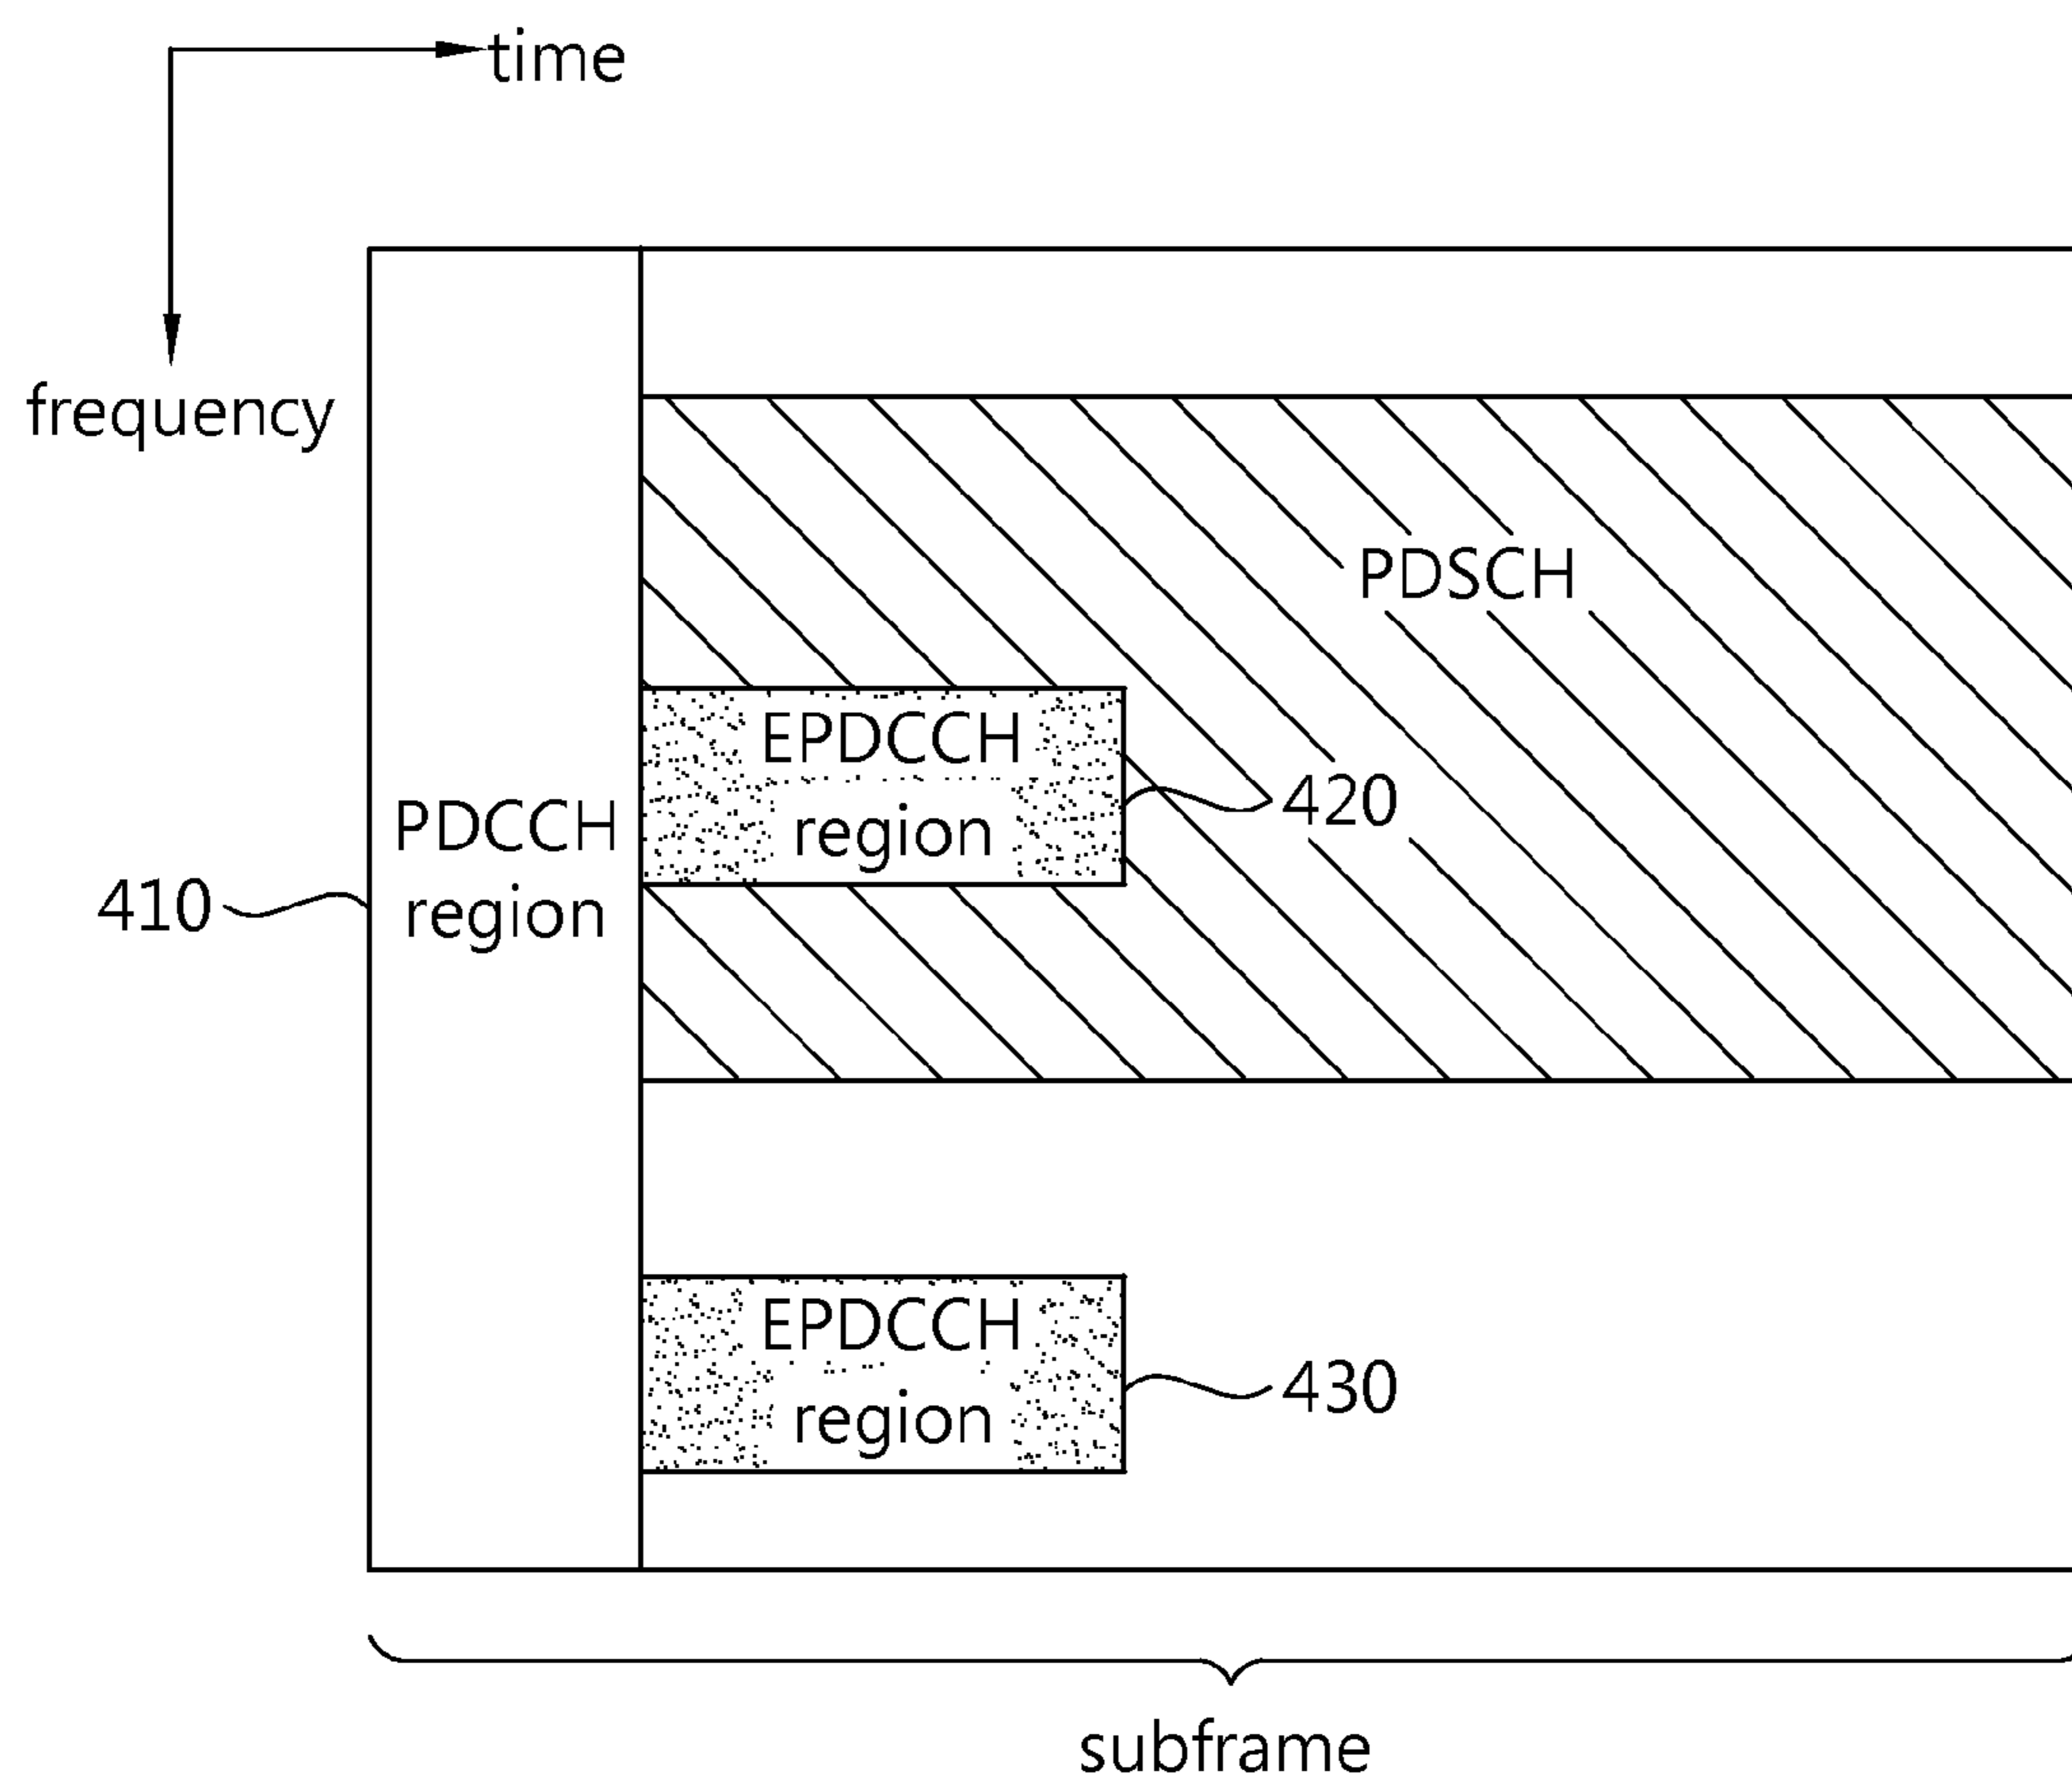 time
frequency
PDSCH
EPDCCH
region
420
PDCCH
region
410
EPDCCH
region
430
subframe